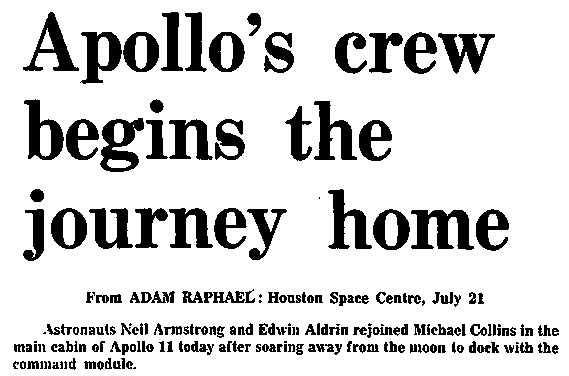 Apollo's crew
begins the
journey home
From ADAM RAPHAEL: Houston Space Centre, July 21
Astronauts Neil Armstrong and Edwin Aldrin rejoined Michael Collins in the
main cabin of Apollo 11 today after soaring away from the moon to dock with the
command module.